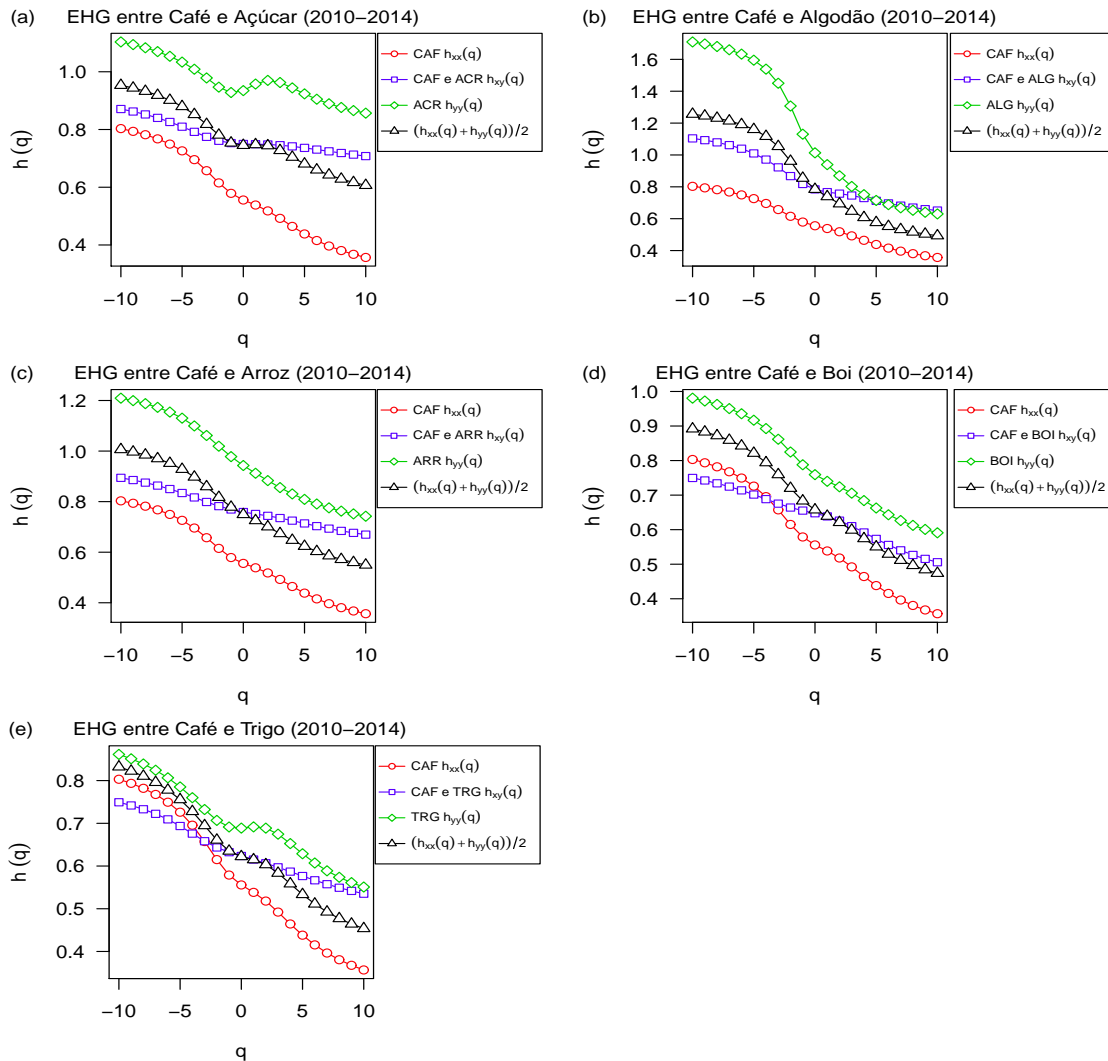 (a) EHG entre Café e Açúcar (2010−2014)
CAF hxx(q)
CAF e ACR hxy(q)
ACR hyy(q)
(hxx(q)+hyy(q))/2
h(q)
1.0
0.8
0.6
0.4
−10 −5 0 5 10
q
(b) EHG entre Café e Algodão (2010−2014)
CAF hxx(q)
CAF e ALG hxy(q)
ALG hyy(q)
(hxx(q)+hyy(q))/2
h(q)
1.6
1.4
1.2
1.0
0.8
0.6
0.4
−10 −5 0 5 10
q
(c) EHG entre Café e Arroz (2010−2014)
CAF hxx(q)
CAF e ARR hxy(q)
ARR hyy(q)
(hxx(q)+hyy(q))/2
h(q)
1.2
1.0
0.8
0.6
0.4
−10 −5 0 5 10
q
(d) EHG entre Café e Boi (2010−2014)
CAF hxx(q)
CAF e BOI hxy(q)
BOI hyy(q)
(hxx(q)+hyy(q))/2
h(q)
1.0
0.9
0.8
0.7
0.6
0.5
0.4
−10 −5 0 5 10
q
(e) EHG entre Café e Trigo (2010−2014)
CAF hxx(q)
CAF e TRG hxy(q)
TRG hyy(q)
(hxx(q)+hyy(q))/2
h(q)
0.8
0.7
0.6
0.5
0.4
−10 −5 0 5 10
q